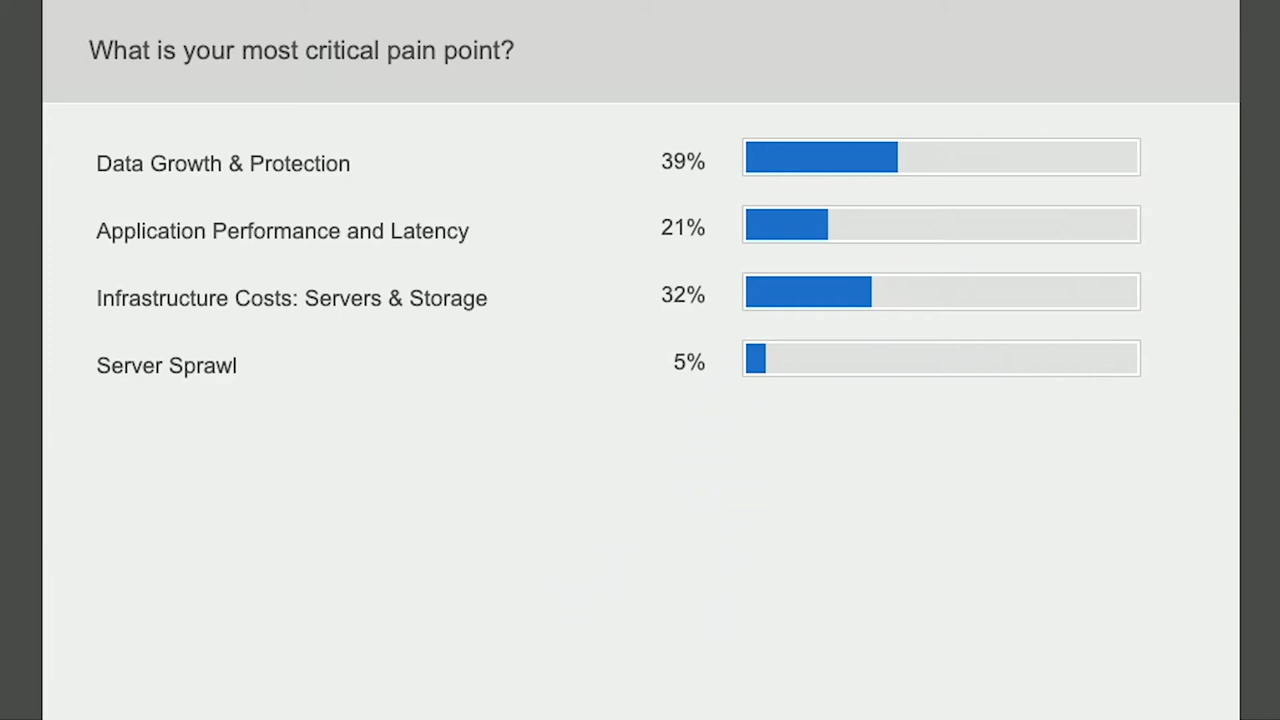 What is your most critical pain point?
Data Growth & Protection 39%
Application Performance and Latency 21%
Infrastructure Costs: Servers & Storage 32%
Server Sprawl 5%